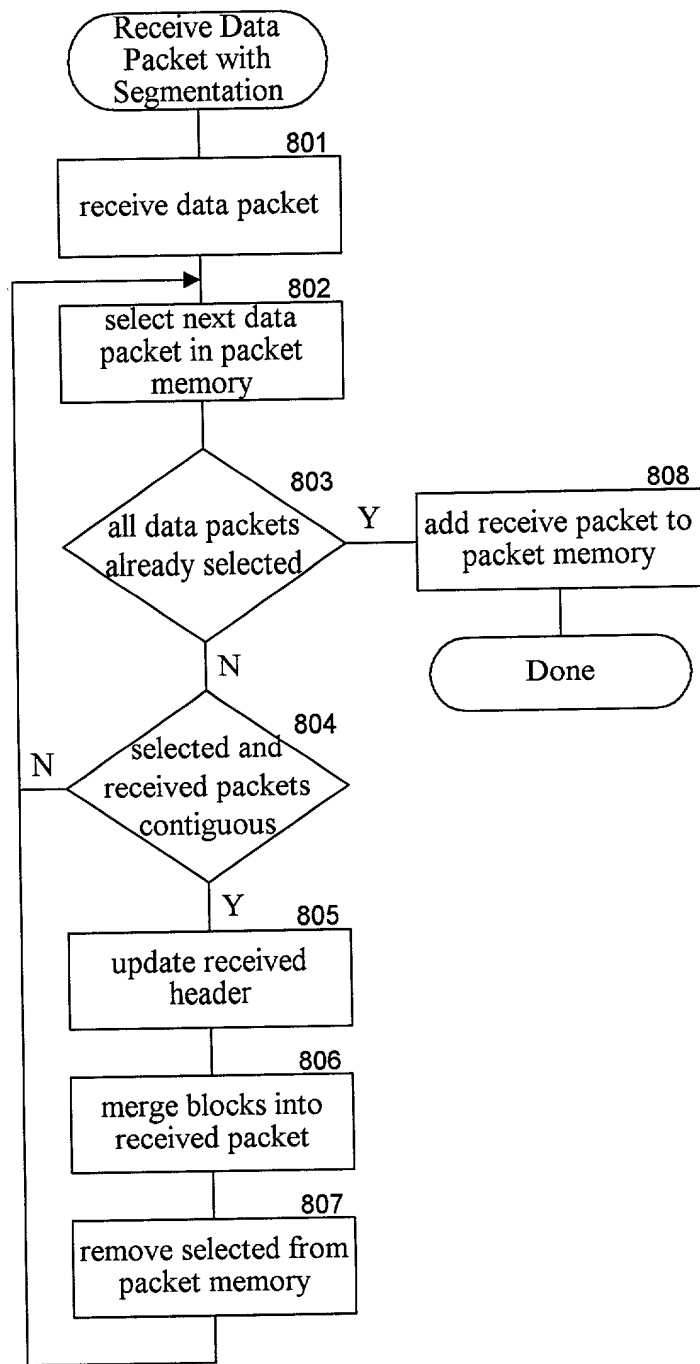 Receive Data
Packet with
Segmentation
801
receive data packet
802
select next data
packet in packet
memory
803
all data packets
already selected
Y
808
add receive packet to
packet memory
Done
N
804
selected and
received packets
contiguous
N
Y
805
update received
header
806
merge blocks into
received packet
807
remove selected from
packet memory